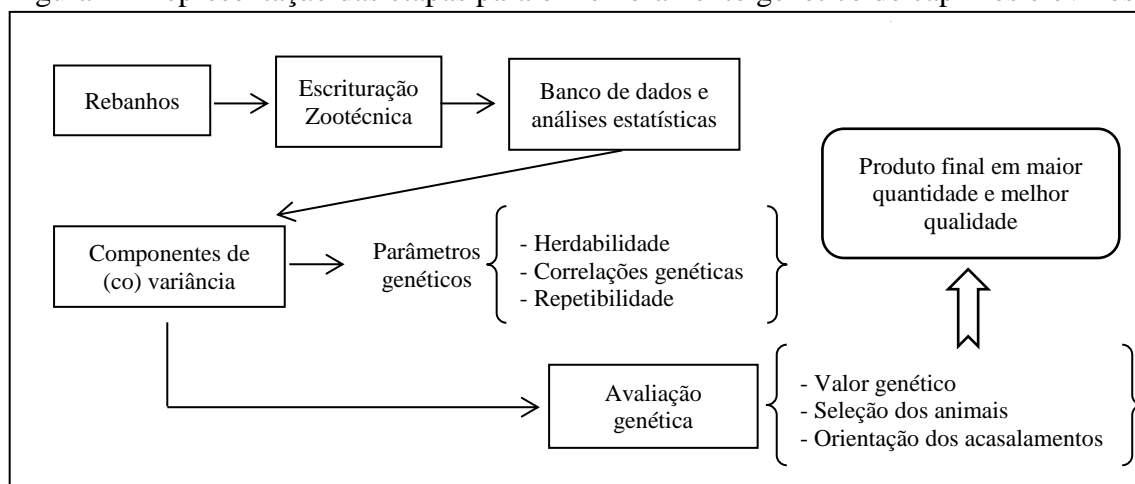 Rebanhos
Escrituração
Zootécnica
Banco de dados e
análises estatísticas
Produto final em maior
quantidade e melhor
qualidade
Componentes de
(co) variância
Parâmetros
genéticos
- Herdabilidade
- Correlações genéticas
- Repetibilidade
Avaliação
genética
- Valor genético
- Seleção dos animais
- Orientação dos acasalamentos